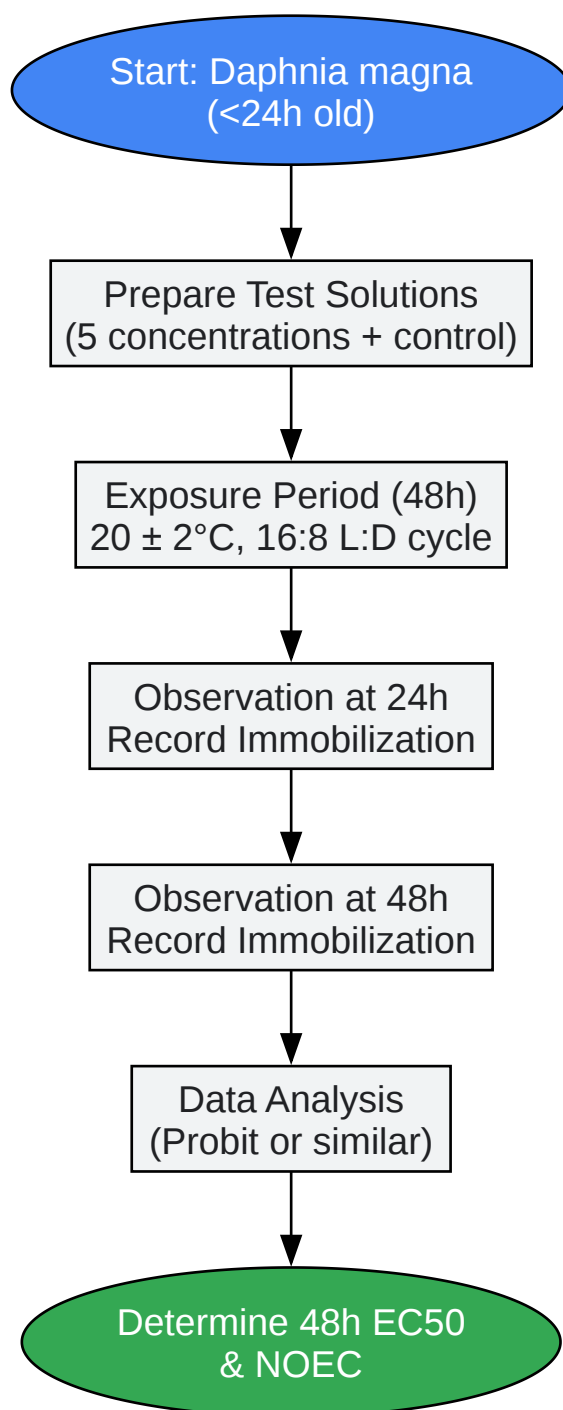 Start: Daphnia magna
(<24h old)
Prepare Test Solutions
(5 concentrations + control)
Exposure Period (48h)
20 ± 2°C, 16:8 L:D cycle
Observation at 24h
Record Immobilization
Observation at 48h
Record Immobilization
Data Analysis
(Probit or similar)
Determine 48h EC50
& NOEC